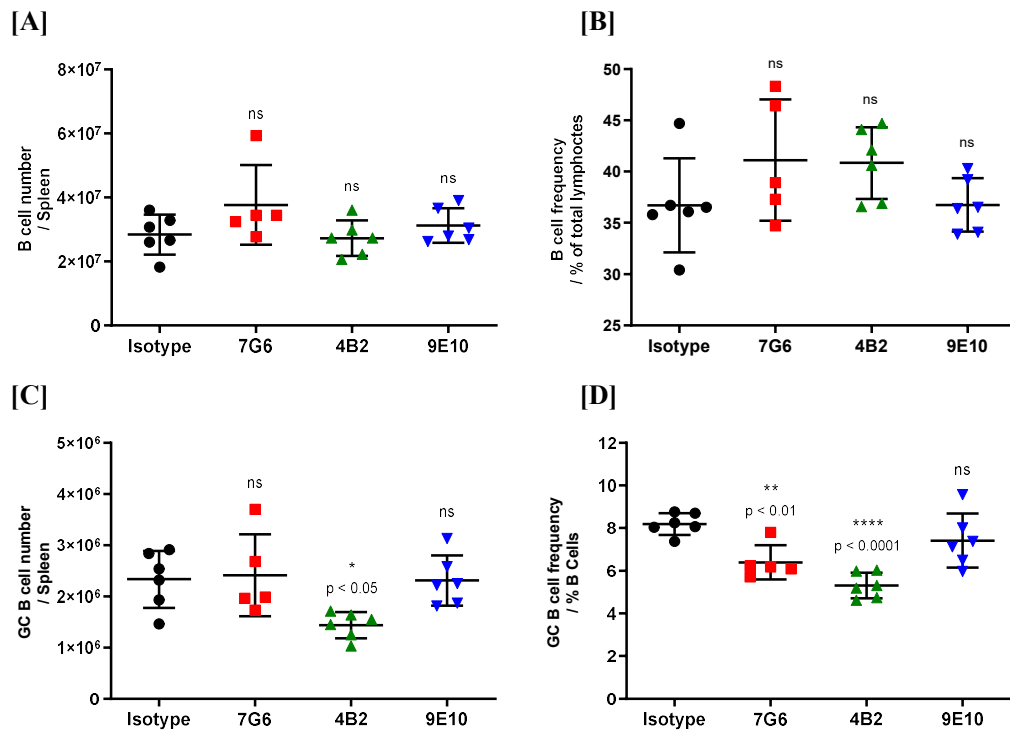 [A]
8×10⁷
6×10⁷
4×10⁷
2×10⁷
0
B cell number
/ Spleen
ns
ns
ns
Isotype 7G6 4B2 9E10
[B]
50
45
40
35
30
25
B cell frequency
/ % of total lymphoctes
ns
ns
ns
Isotype 7G6 4B2 9E10
[C]
5×10⁶
4×10⁶
3×10⁶
2×10⁶
1×10⁶
0
GC B cell number
/ Spleen
ns
*
p < 0.05
ns
Isotype 7G6 4B2 9E10
[D]
12
10
8
6
4
2
0
GC B cell frequency
/ % B Cells
**
p < 0.01
****
p < 0.0001
ns
Isotype 7G6 4B2 9E10